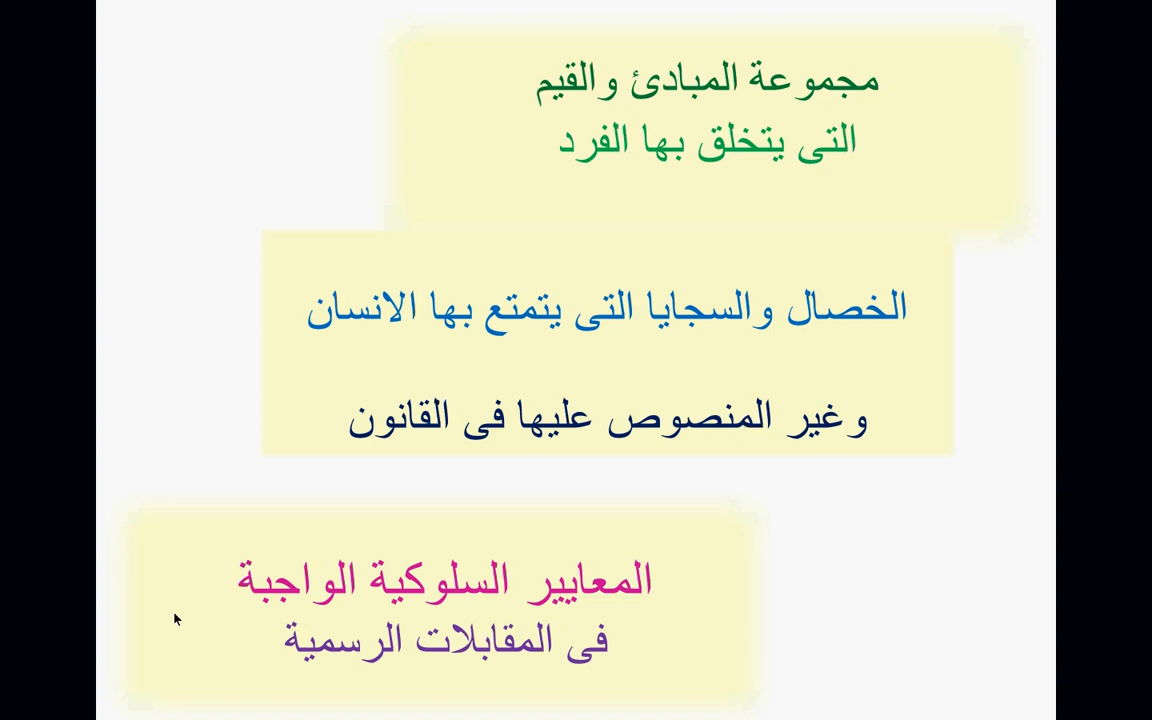 مجموعة المبادئ والقيم
التى يتخلق بها الفرد
الخصال والسجايا التى يتمتع بها الانسان
وغير المنصوص عليها فى القانون
المعايير السلوكية الواجبة
فى المقابلات الرسمية